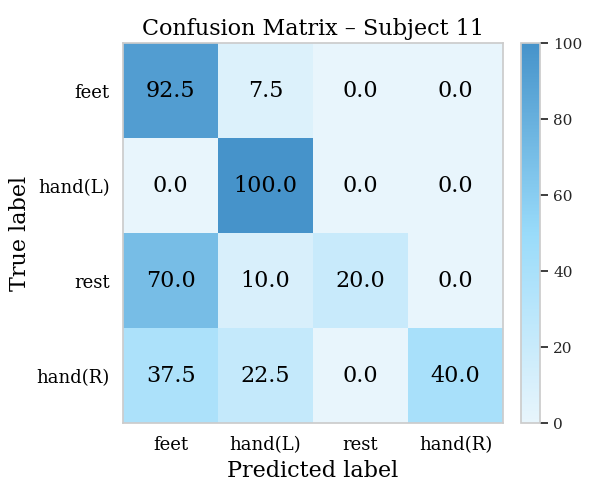 Confusion Matrix – Subject 11
True label
feet 92.5 7.5 0.0 0.0
hand(L) 0.0 100.0 0.0 0.0
rest 70.0 10.0 20.0 0.0
hand(R) 37.5 22.5 0.0 40.0
feet hand(L) rest hand(R)
Predicted label
100
80
60
40
20
0